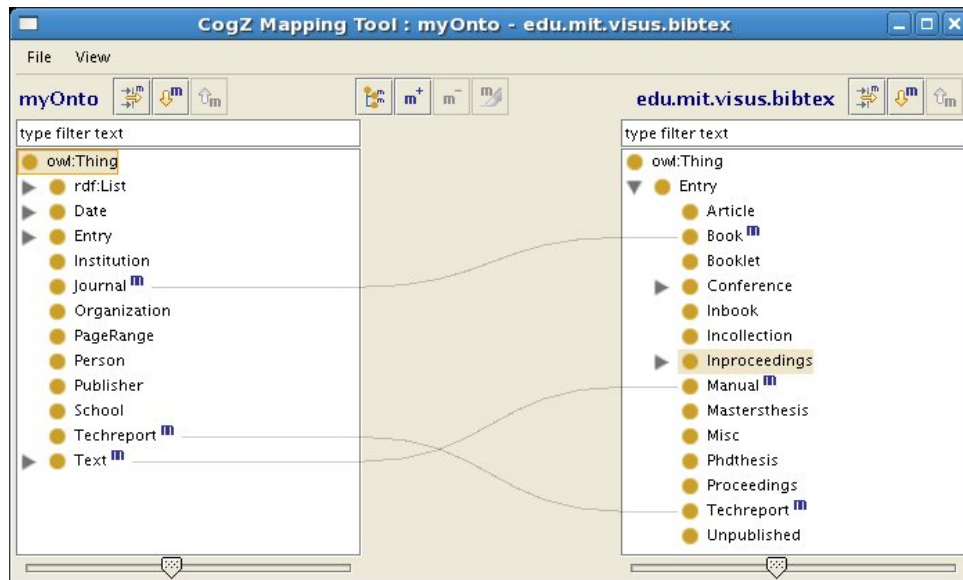 CogZ Mapping Tool : myOnto - edu.mit.visus.bibtex
File View
myOnto m m m m m+ m- m edu.mit.visus.bibtex m m m
type filter text
owl:Thing
rdf:List
Date
Entry
Institution
Journal m
Organization
PageRange
Person
Publisher
School
Techreport m
Text m
type filter text
owl:Thing
Entry
Article
Book m
Booklet
Conference
Inbook
Incollection
Inproceedings
Manual m
Mastersthesis
Misc
Phdthesis
Proceedings
Techreport m
Unpublished